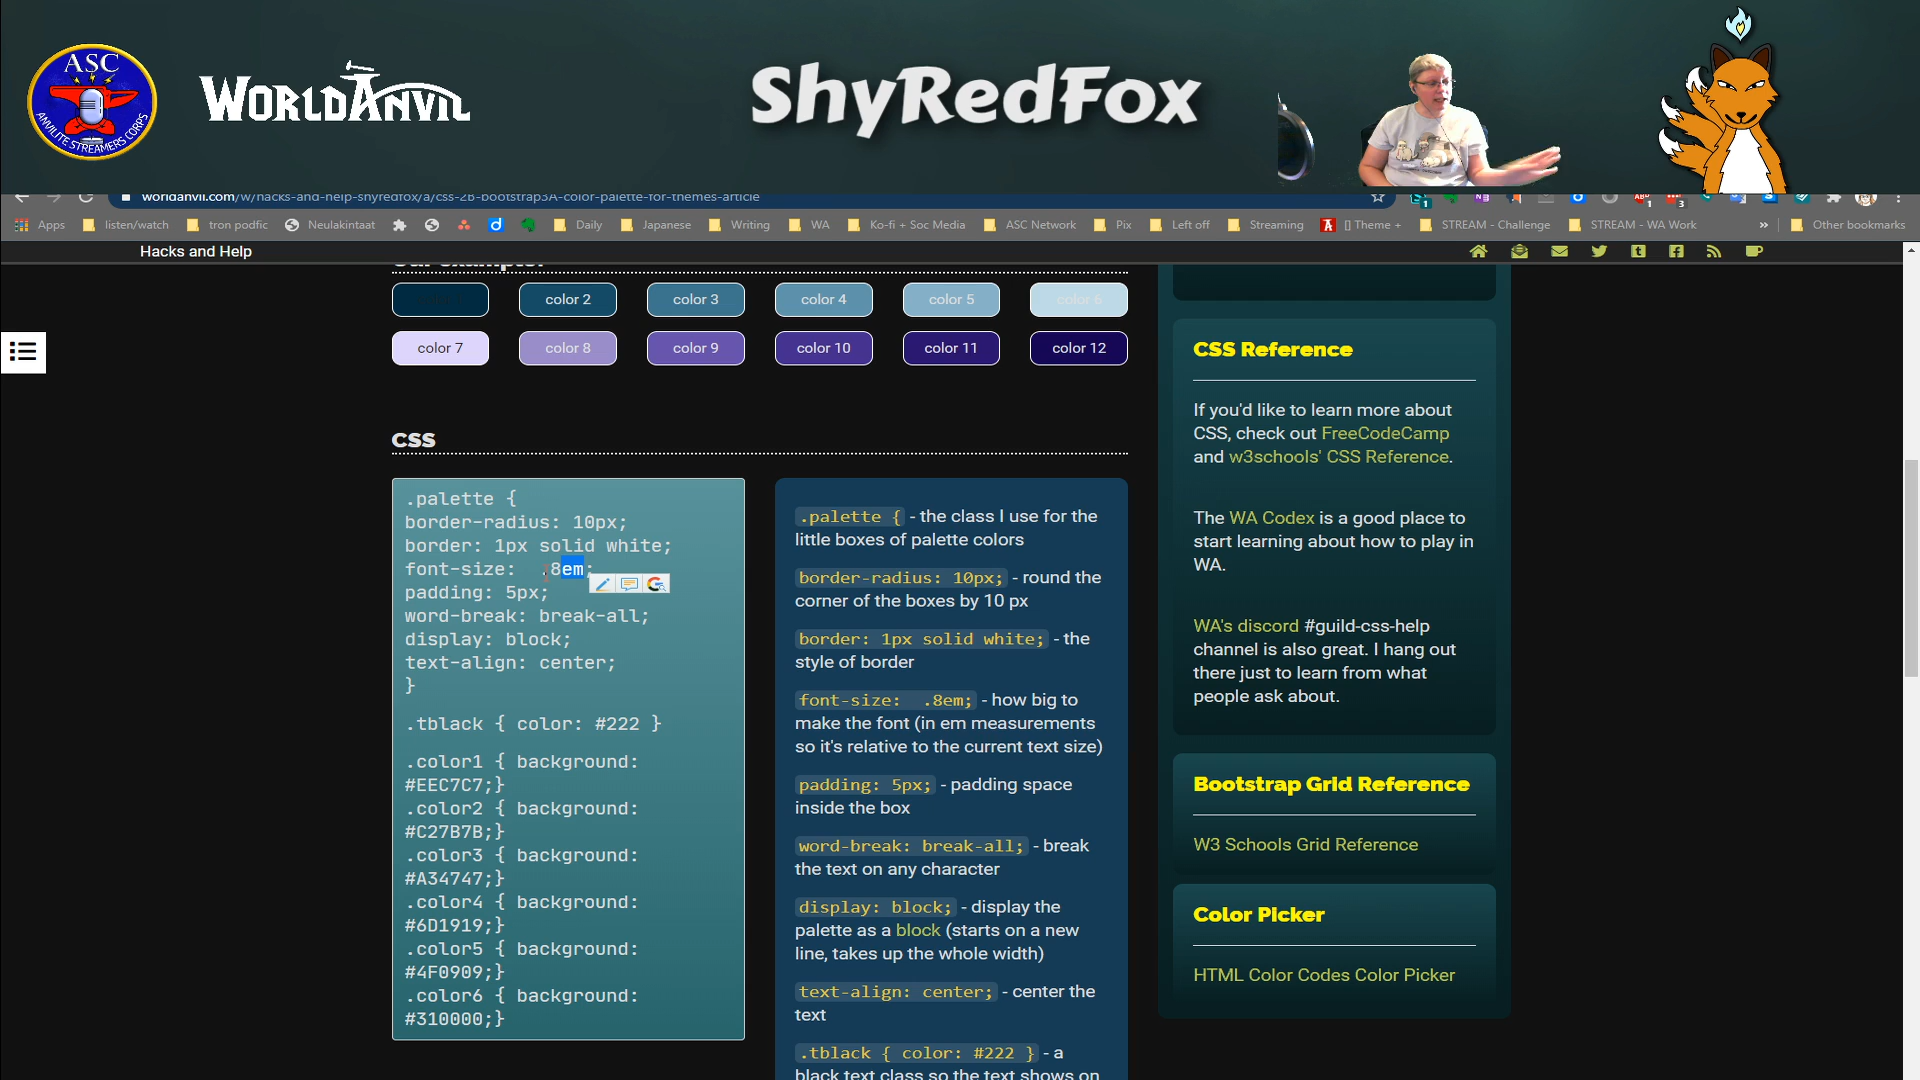 ASC
ANVILITE STREAMERS CORPS
WORLDANVIL
ShyRedFox
worldanvil.com/w/hacks-and-help-shyredfox/a/css-2B-bootstrap3A-color-palette-for-themes-article
Apps
listen/watch
tron podfic
Neulakintaat
Daily
Japanese
Writing
WA
Ko-fi + Soc Media
ASC Network
Pix
Left off
Streaming
[] Theme +
STREAM - Challenge
STREAM - WA Work
»
Other bookmarks
Hacks and Help
Our example:
color 2
color 3
color 4
color 5
color 6
color 7
color 8
color 9
color 10
color 11
color 12
CSS
.palette {
border-radius: 10px;
border: 1px solid white;
font-size: .8em;
padding: 5px;
word-break: break-all;
display: block;
text-align: center;
}
.tblack { color: #222 }
.color1 { background:
#EEC7C7;}
.color2 { background:
#C27B7B;}
.color3 { background:
#A34747;}
.color4 { background:
#6D1919;}
.color5 { background:
#4F0909;}
.color6 { background:
#310000;}
.palette { - the class I use for the
little boxes of palette colors
border-radius: 10px; - round the
corner of the boxes by 10 px
border: 1px solid white; - the
style of border
font-size: .8em; - how big to
make the font (in em measurements
so it's relative to the current text size)
padding: 5px; - padding space
inside the box
word-break: break-all; - break
the text on any character
display: block; - display the
palette as a block (starts on a new
line, takes up the whole width)
text-align: center; - center the
text
.tblack { color: #222 } - a
black text class so the text shows on
CSS Reference
If you'd like to learn more about
CSS, check out FreeCodeCamp
and w3schools' CSS Reference.
The WA Codex is a good place to
start learning about how to play in
WA.
WA's discord #guild-css-help
channel is also great. I hang out
there just to learn from what
people ask about.
Bootstrap Grid Reference
W3 Schools Grid Reference
Color Picker
HTML Color Codes Color Picker